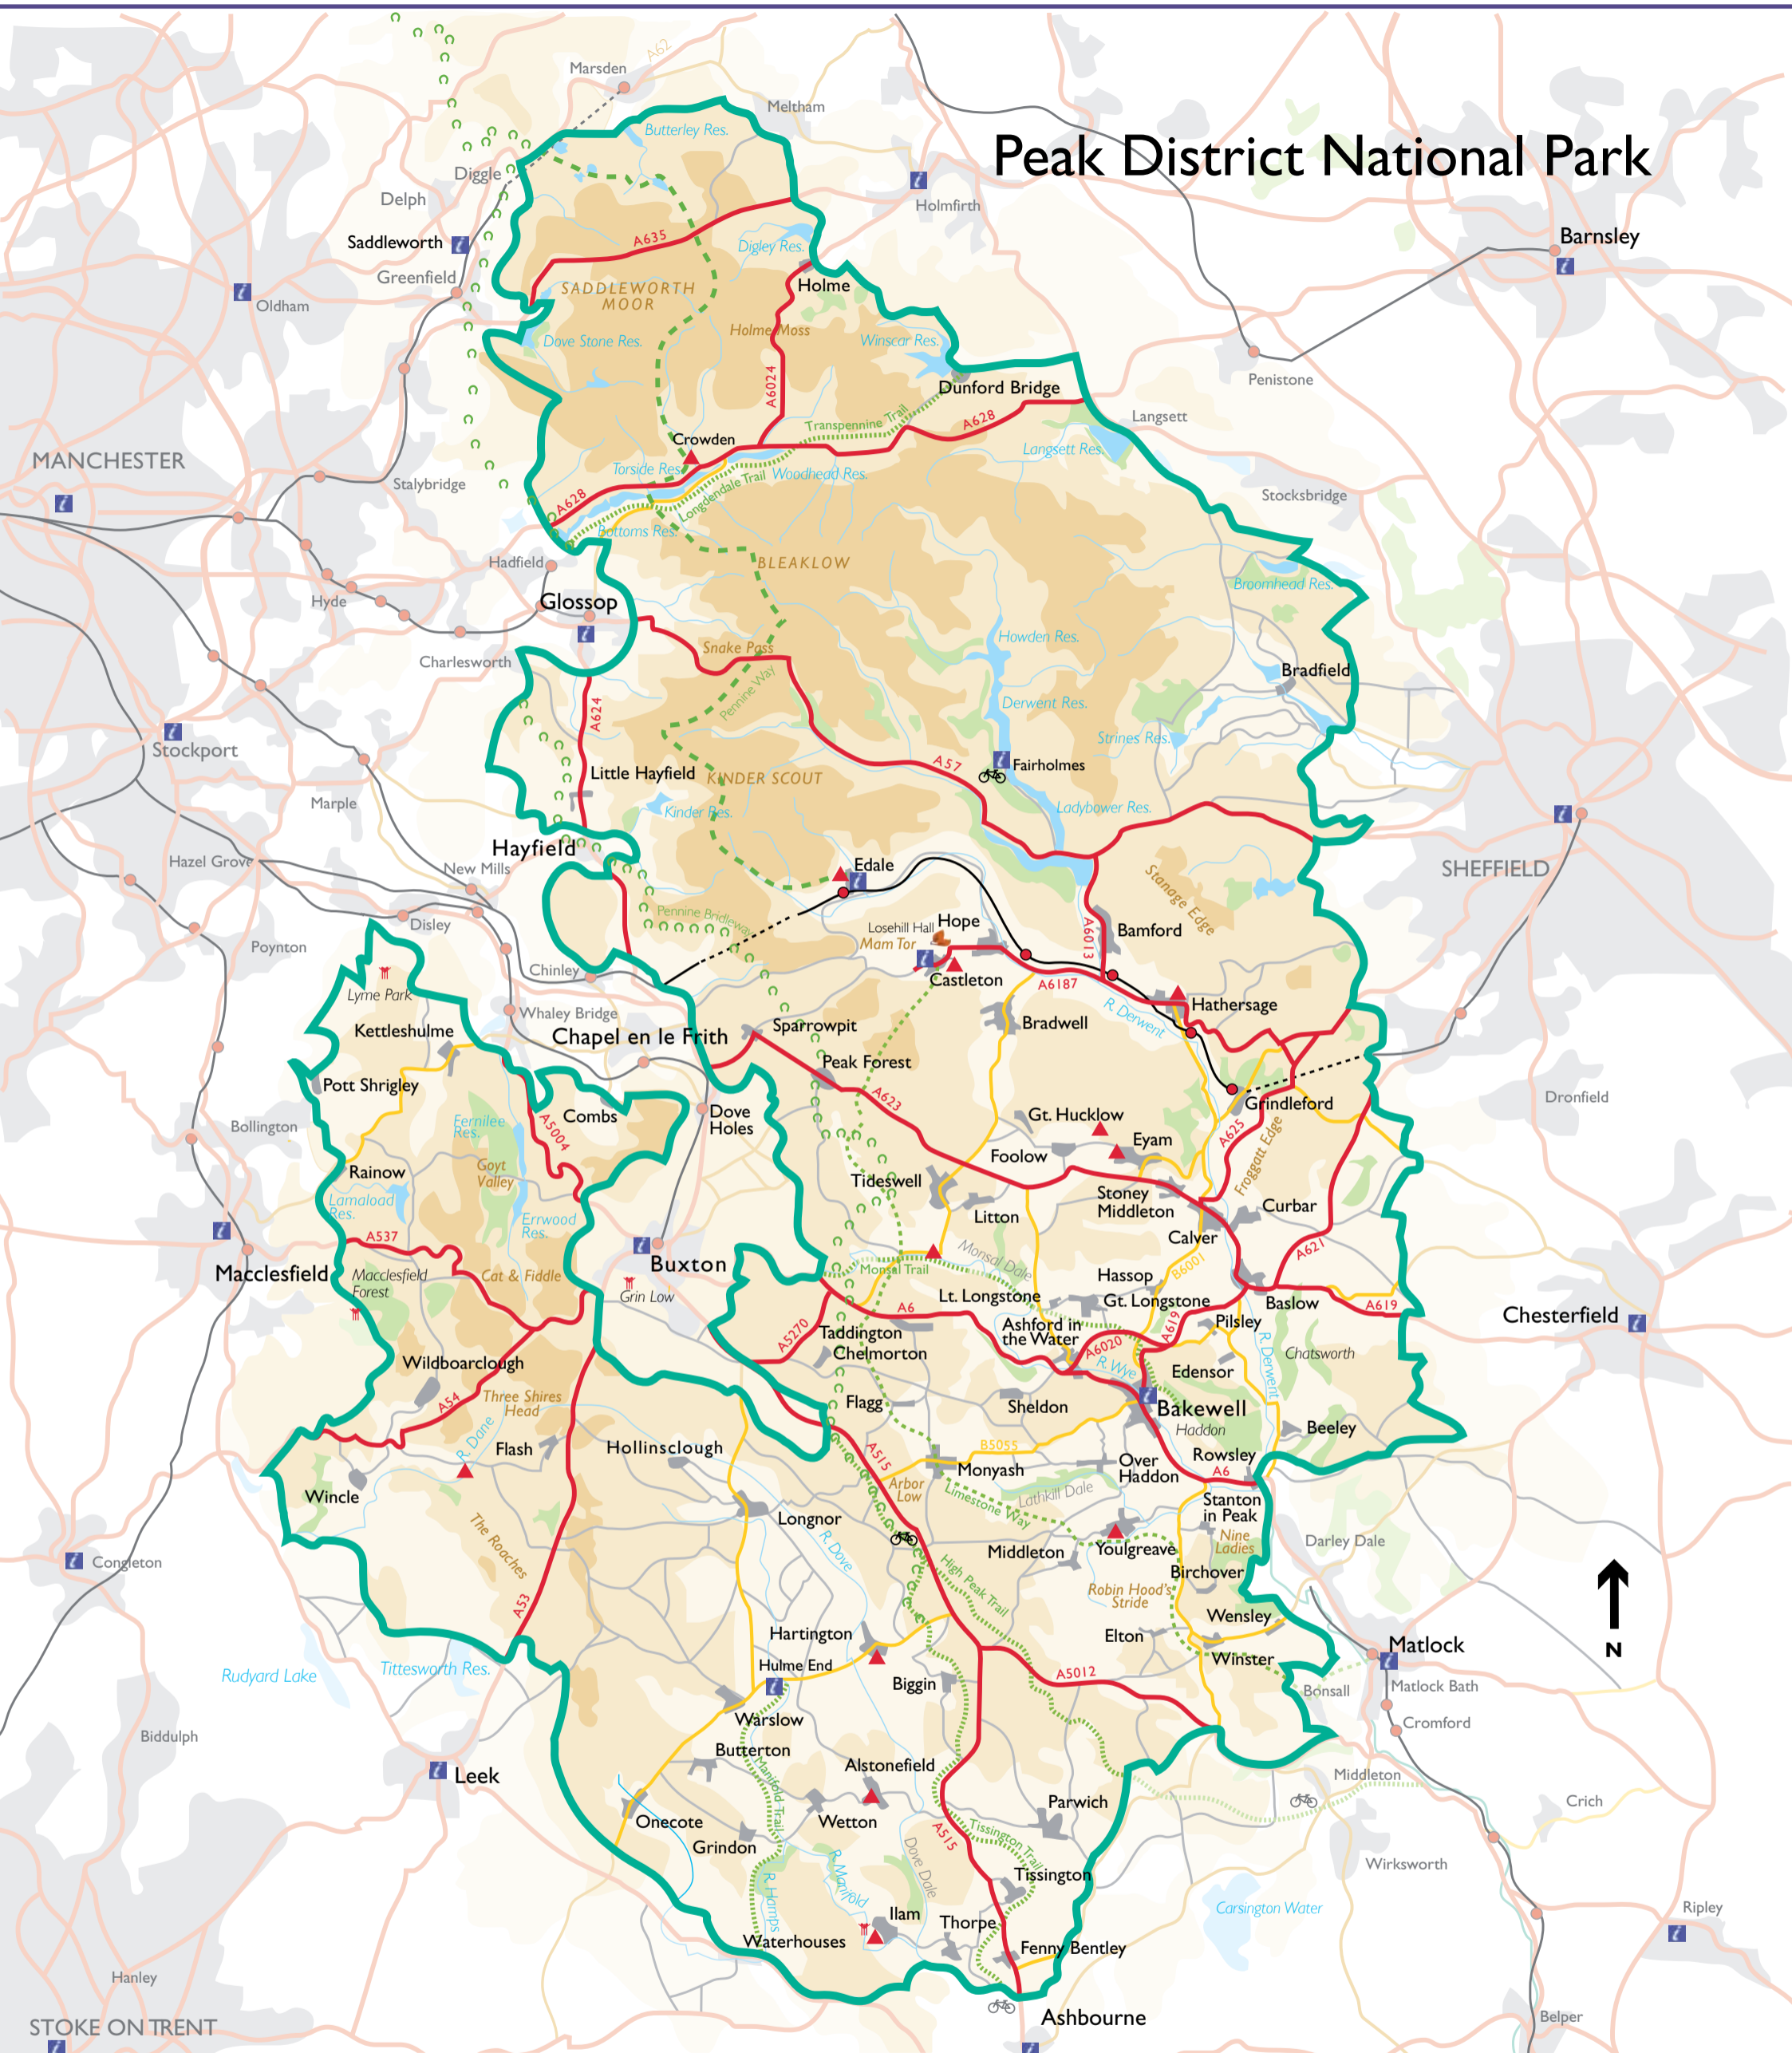 Peak District National Park
Marsden
A62
Meltham
Butterley Res.
Diggle
Delph
Holmfirth
Saddleworth
Barnsley
A635
Digley Res.
Greenfield
Holme
Oldham
SADDLEWORTH
MOOR
Holme Moss
Dove Stone Res.
Winscar Res.
Penistone
A6024
Dunford Bridge
Langsett
Transpennine Trail
A628
Crowden
Langsett Res.
MANCHESTER
Torside Res.
Woodhead Res.
Stalybridge
Longdendale Trail
A628
Stocksbridge
Bottoms Res.
Hadfield
BLEAKLOW
Broomhead Res.
Hyde
Glossop
Howden Res.
Snake Pass
Charlesworth
Bradfield
Pennine Way
Derwent Res.
A624
Strines Res.
Stockport
A57
Fairholmes
Little Hayfield
KINDER SCOUT
Marple
Kinder Res.
Ladybower Res.
Hayfield
Hazel Grove
New Mills
Edale
SHEFFIELD
Stanage Edge
Pennine Bridleway
Disley
Losehill Hall
Hope
Bamford
A6013
Mam Tor
Poynton
Chinley
Castleton
A6187
Lyme Park
Hathersage
R. Derwent
Whaley Bridge
Bradwell
Kettleshulme
Chapel en le Frith
Sparrowpit
Peak Forest
Pott Shrigley
A623
Dronfield
Combs
Grindleford
Dove
Holes
Gt. Hucklow
Bollington
Fernilee
Res.
A5004
A625
Eyam
Foolow
Froggatt Edge
Rainow
Goyt
Valley
Tideswell
Stoney
Middleton
Lamaload
Res.
Litton
Curbar
Errwood
Res.
Calver
A537
A621
Buxton
Monsal Dale
Monsal Trail
B6001
Macclesfield
Macclesfield
Forest
Cat & Fiddle
Hassop
Grin Low
Lt. Longstone
Gt. Longstone
Baslow
A619
Chesterfield
A6
Ashford in
the Water
A619
Pilsley
A5270
Taddington
A6020
Chelmorton
R. Wye
R. Derwent
Chatsworth
Wildboarclough
Edensor
Three Shires
Head
A54
Flagg
Sheldon
Bakewell
R. Dane
Haddon
Beeley
Flash
Hollinsclough
A515
B5055
Over
Haddon
Rowsley
Monyash
A6
Arbor
Low
Wincle
Lathkill Dale
Limestone Way
Stanton
in Peak
Longnor
The Roaches
R. Dove
Nine
Ladies
Darley Dale
Middleton
Youlgreave
Congleton
High Peak Trail
Birchover
Robin Hood's
Stride
A53
Wensley
Hartington
Elton
Matlock
Hulme End
Winster
Rudyard Lake
Tittesworth Res.
A5012
Biggin
Bonsall
Matlock Bath
Warslow
Cromford
Biddulph
Butterton
Leek
Alstonefield
Middleton
Manifold Trail
Parwich
Crich
Onecote
Wetton
A515
Tissington Trail
Grindon
Dove Dale
Wirksworth
R. Manifold
Tissington
R. Hamps
Ilam
Carsington Water
Ripley
Waterhouses
Thorpe
Fenny Bentley
Hanley
N
STOKE ON TRENT
Ashbourne
Belper